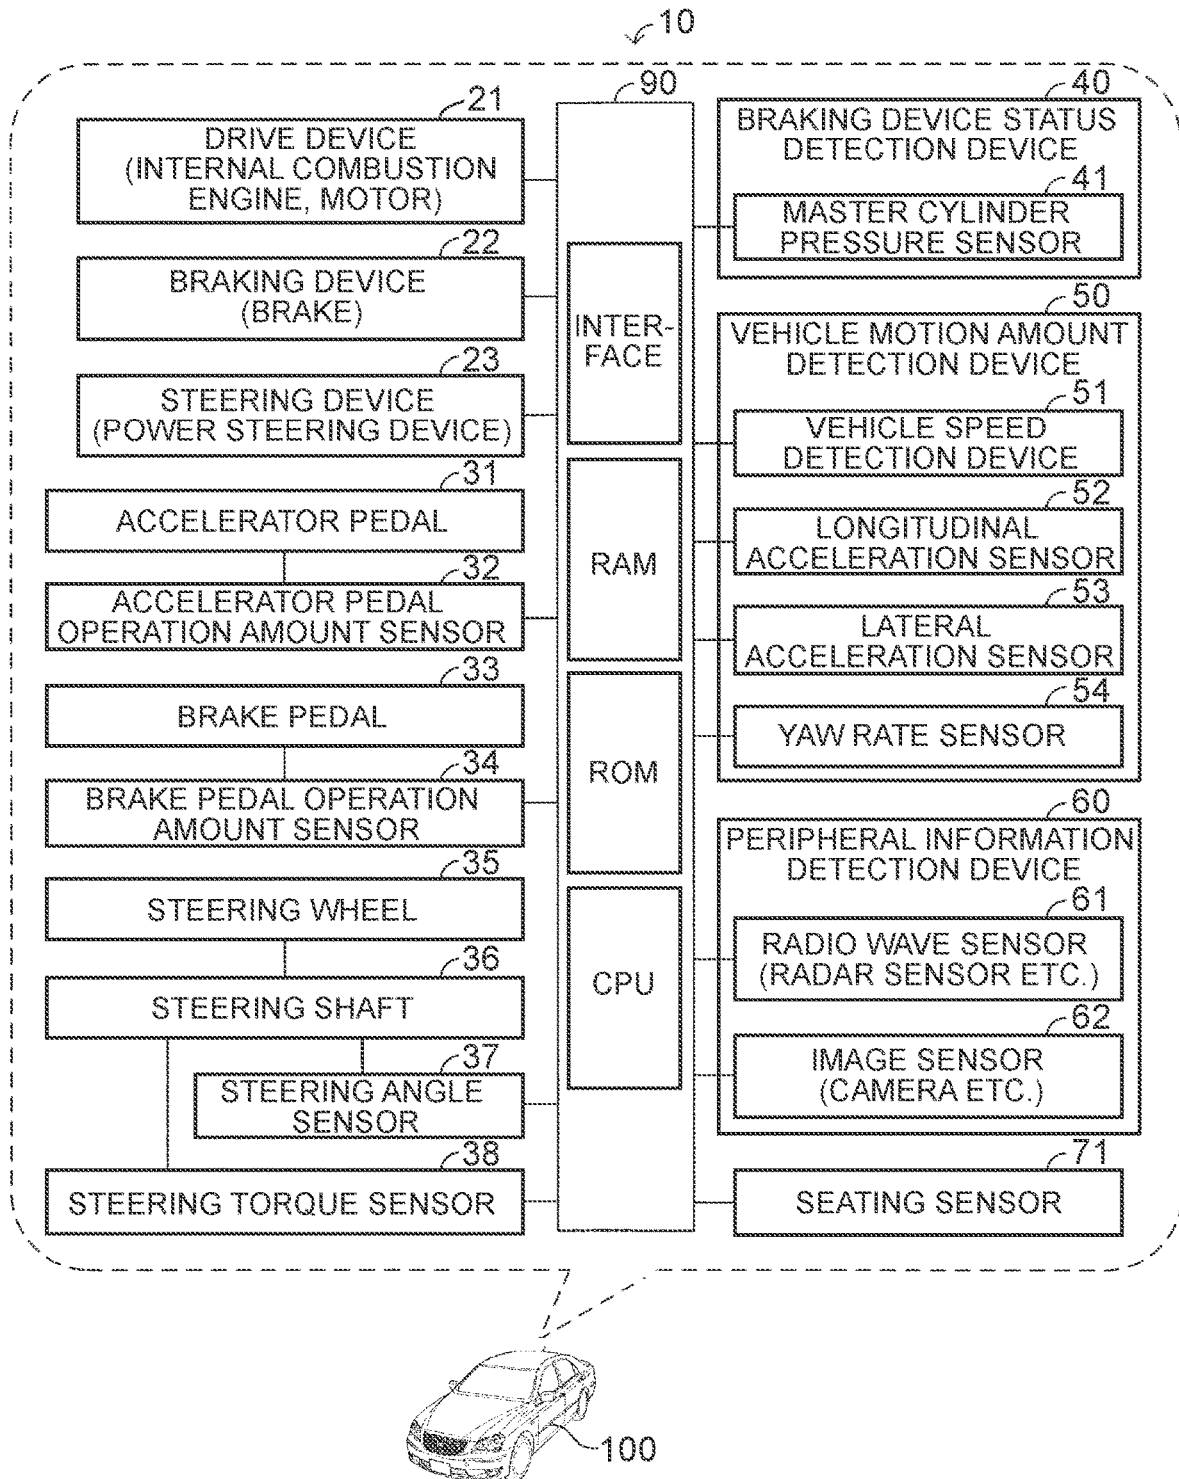 10
21
DRIVE DEVICE
(INTERNAL COMBUSTION
ENGINE, MOTOR)
22
BRAKING DEVICE
(BRAKE)
23
STEERING DEVICE
(POWER STEERING DEVICE)
31
ACCELERATOR PEDAL
32
ACCELERATOR PEDAL
OPERATION AMOUNT SENSOR
33
BRAKE PEDAL
34
BRAKE PEDAL OPERATION
AMOUNT SENSOR
35
STEERING WHEEL
36
STEERING SHAFT
37
STEERING ANGLE
SENSOR
38
STEERING TORQUE SENSOR
90
INTER-
FACE
RAM
ROM
CPU
40
BRAKING DEVICE STATUS
DETECTION DEVICE
41
MASTER CYLINDER
PRESSURE SENSOR
50
VEHICLE MOTION AMOUNT
DETECTION DEVICE
51
VEHICLE SPEED
DETECTION DEVICE
52
LONGITUDINAL
ACCELERATION SENSOR
53
LATERAL
ACCELERATION SENSOR
54
YAW RATE SENSOR
60
PERIPHERAL INFORMATION
DETECTION DEVICE
61
RADIO WAVE SENSOR
(RADAR SENSOR ETC.)
62
IMAGE SENSOR
(CAMERA ETC.)
71
SEATING SENSOR
100